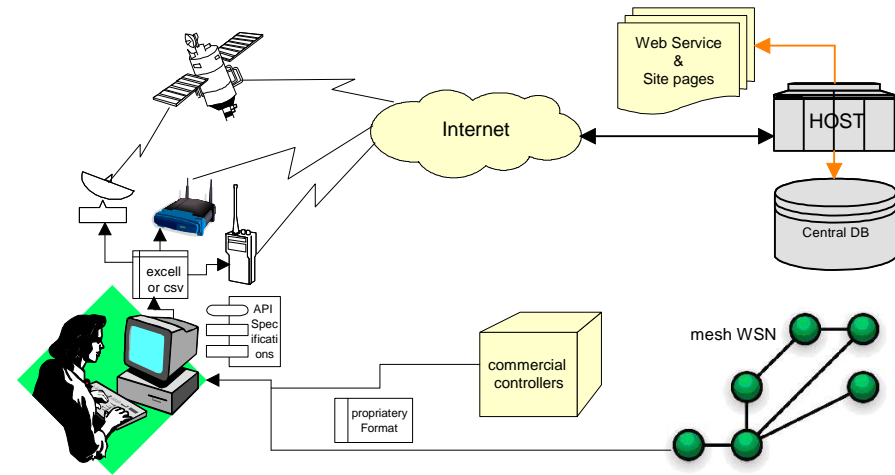 Web Service
&
Site pages
Internet
HOST
Central DB
excell
or csv
API
Spec
ificati
ons
mesh WSN
commercial
controllers
propriatery
Format